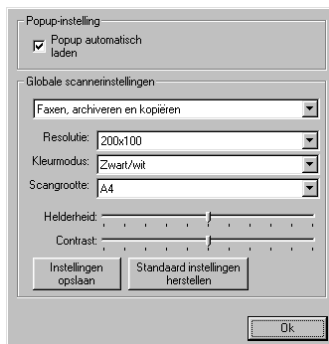 Popup-instelling
Popup automatisch
laden
Globale scannerinstellingen
Faxen, archiveren en kopiëren
Resolutie: 200x100
Kleurmodus: Zwart/wit
Scangrootte: A4
Helderheid:
Contrast:
Instellingen
opslaan
Standaard instellingen
herstellen
Ok